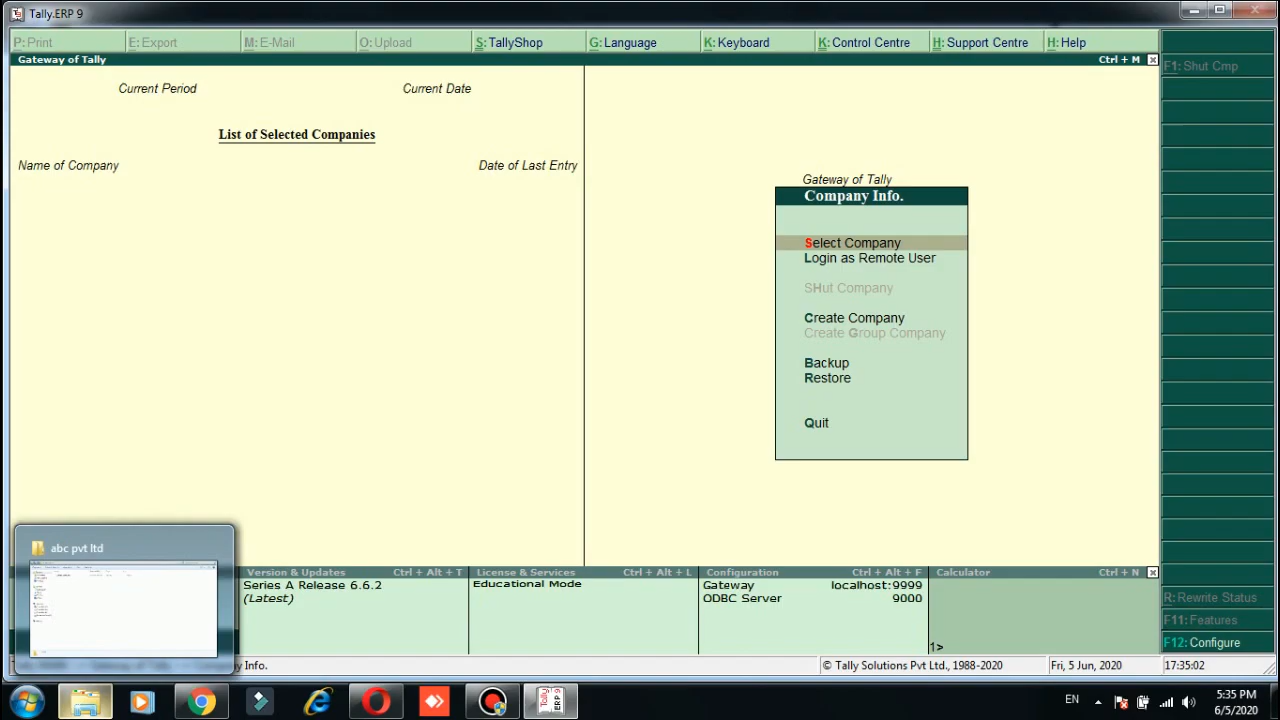 Tally.ERP 9
P: Print
E: Export
M: E-Mail
O: Upload
S: TallyShop
G: Language
K: Keyboard
K: Control Centre
H: Support Centre
H: Help
Gateway of Tally
Ctrl + M
F1: Shut Cmp
Current Period
Current Date
List of Selected Companies
Name of Company
Date of Last Entry
Gateway of Tally
Company Info.
Select Company
Login as Remote User
SHut Company
Create Company
Create Group Company
Backup
Restore
Quit
abc pvt ltd
Version & Updates
Ctrl + Alt + T
Series A Release 6.6.2
(Latest)
License & Services
Ctrl + Alt + L
Educational Mode
Configuration
Ctrl + Alt + F
Gateway
localhost:9999
ODBC Server
9000
Calculator
Ctrl + N
1>
R: Rewrite Status
F11: Features
F12: Configure
Info.
© Tally Solutions Pvt Ltd., 1988-2020
Fri, 5 Jun, 2020
17:35:02
Tally
ERP 9
EN
5:35 PM
6/5/2020